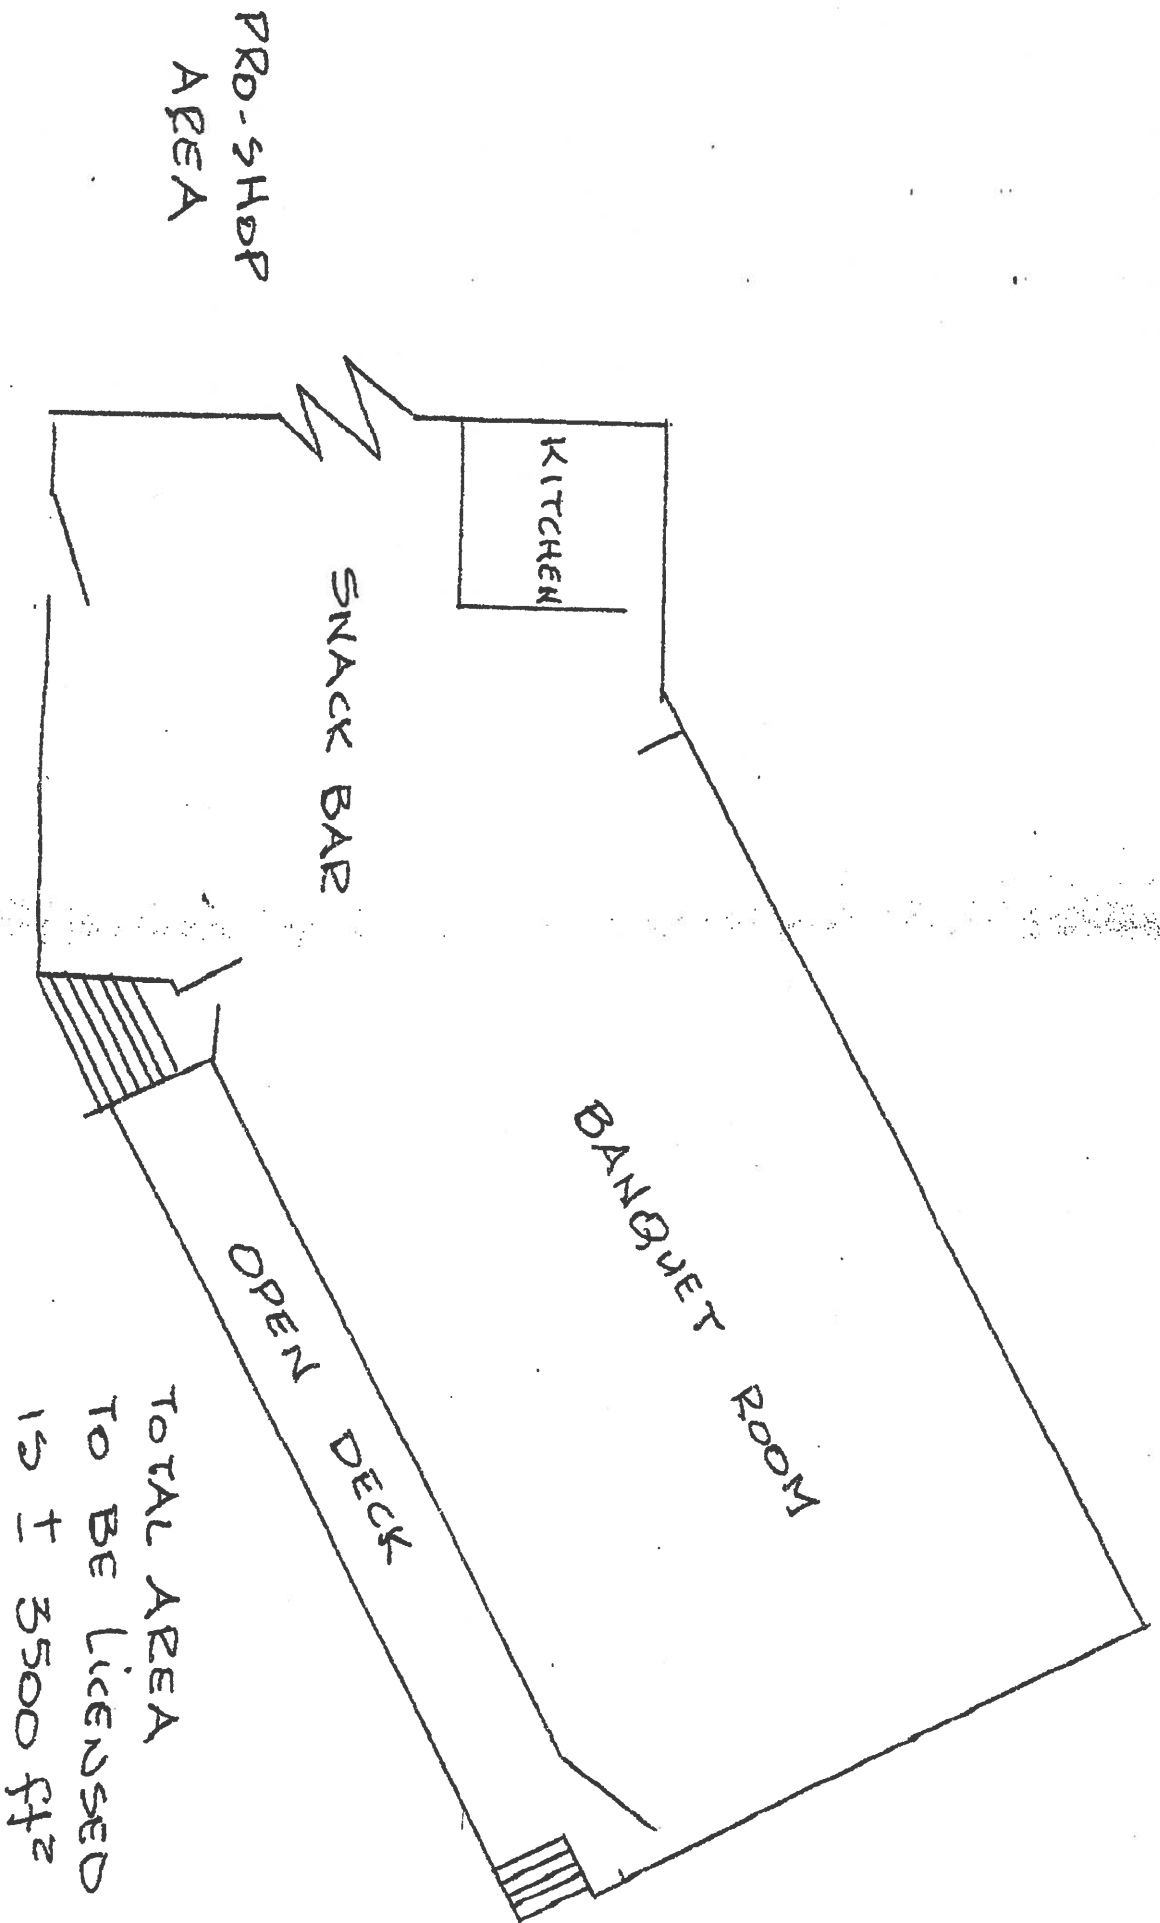 PRO-SHOP
AREA
KITCHEN
SNACK BAR
BANQUET ROOM
OPEN DECK
TOTAL AREA
TO BE LICENSED
IS ± 3500 ft²